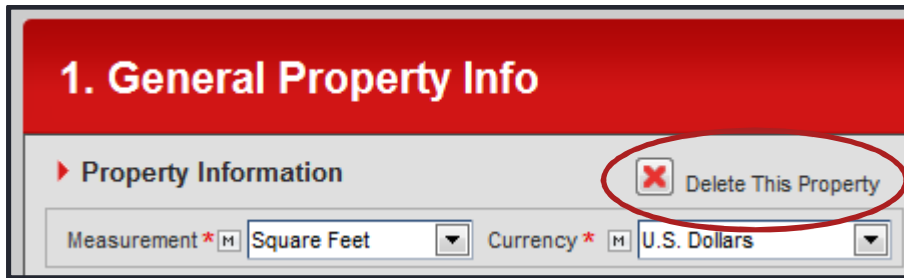 1. General Property Info
Property Information
Delete This Property
Measurement * M Square Feet Currency * M U.S. Dollars